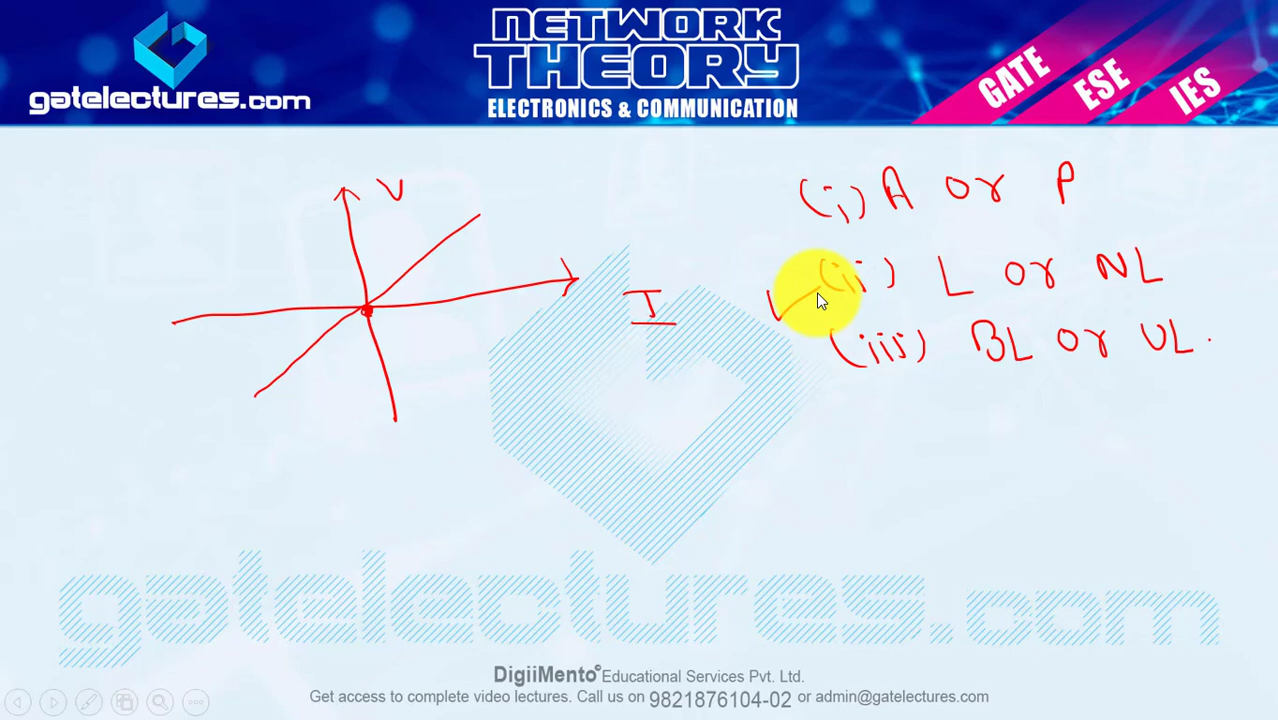 gatelectures.com
NETWORK
THEORY
ELECTRONICS & COMMUNICATION
GATE
ESE
IES
V
I
(i) A or P
(ii) L or NL
(iii) BL or UL.
gatelectures.com
DigiiMento© Educational Services Pvt. Ltd.
Get access to complete video lectures. Call us on 9821876104-02 or admin@gatelectures.com